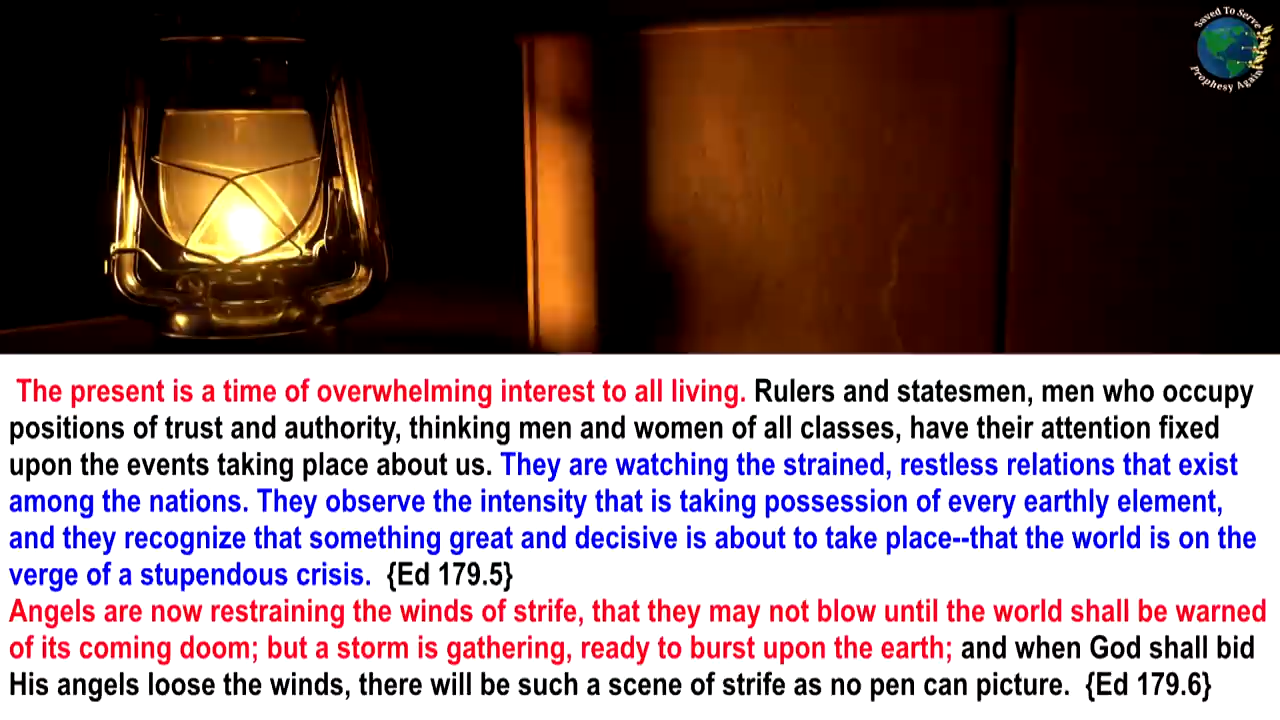 Saved To Serve
Prophesy Again
The present is a time of overwhelming interest to all living. Rulers and statesmen, men who occupy
positions of trust and authority, thinking men and women of all classes, have their attention fixed
upon the events taking place about us. They are watching the strained, restless relations that exist
among the nations. They observe the intensity that is taking possession of every earthly element,
and they recognize that something great and decisive is about to take place--that the world is on the
verge of a stupendous crisis.  {Ed 179.5}
Angels are now restraining the winds of strife, that they may not blow until the world shall be warned
of its coming doom; but a storm is gathering, ready to burst upon the earth; and when God shall bid
His angels loose the winds, there will be such a scene of strife as no pen can picture.  {Ed 179.6}